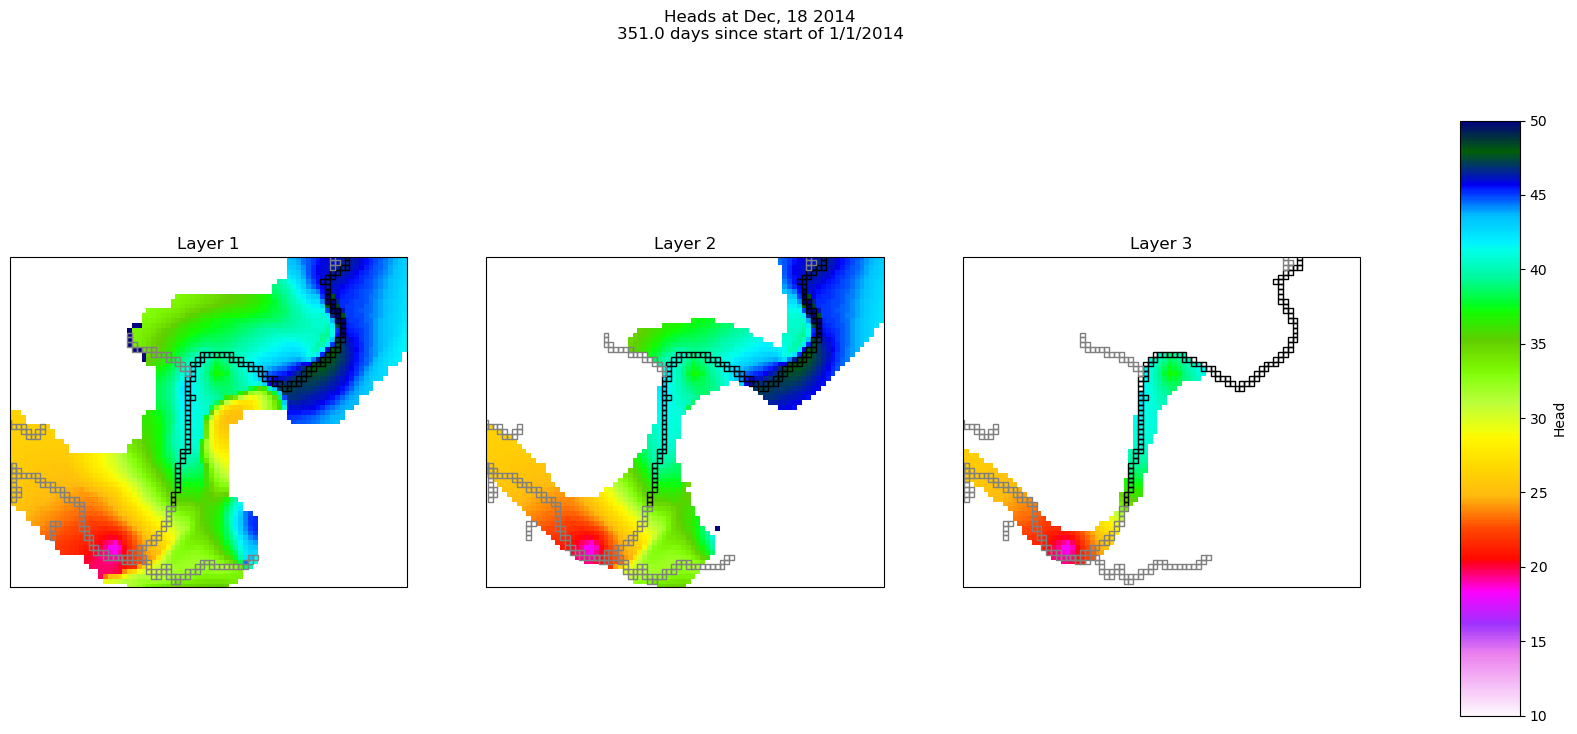 Heads at Dec, 18 2014
351.0 days since start of 1/1/2014
Layer 1
Layer 2
Layer 3
50
45
40
35
30
25
20
15
10
Head